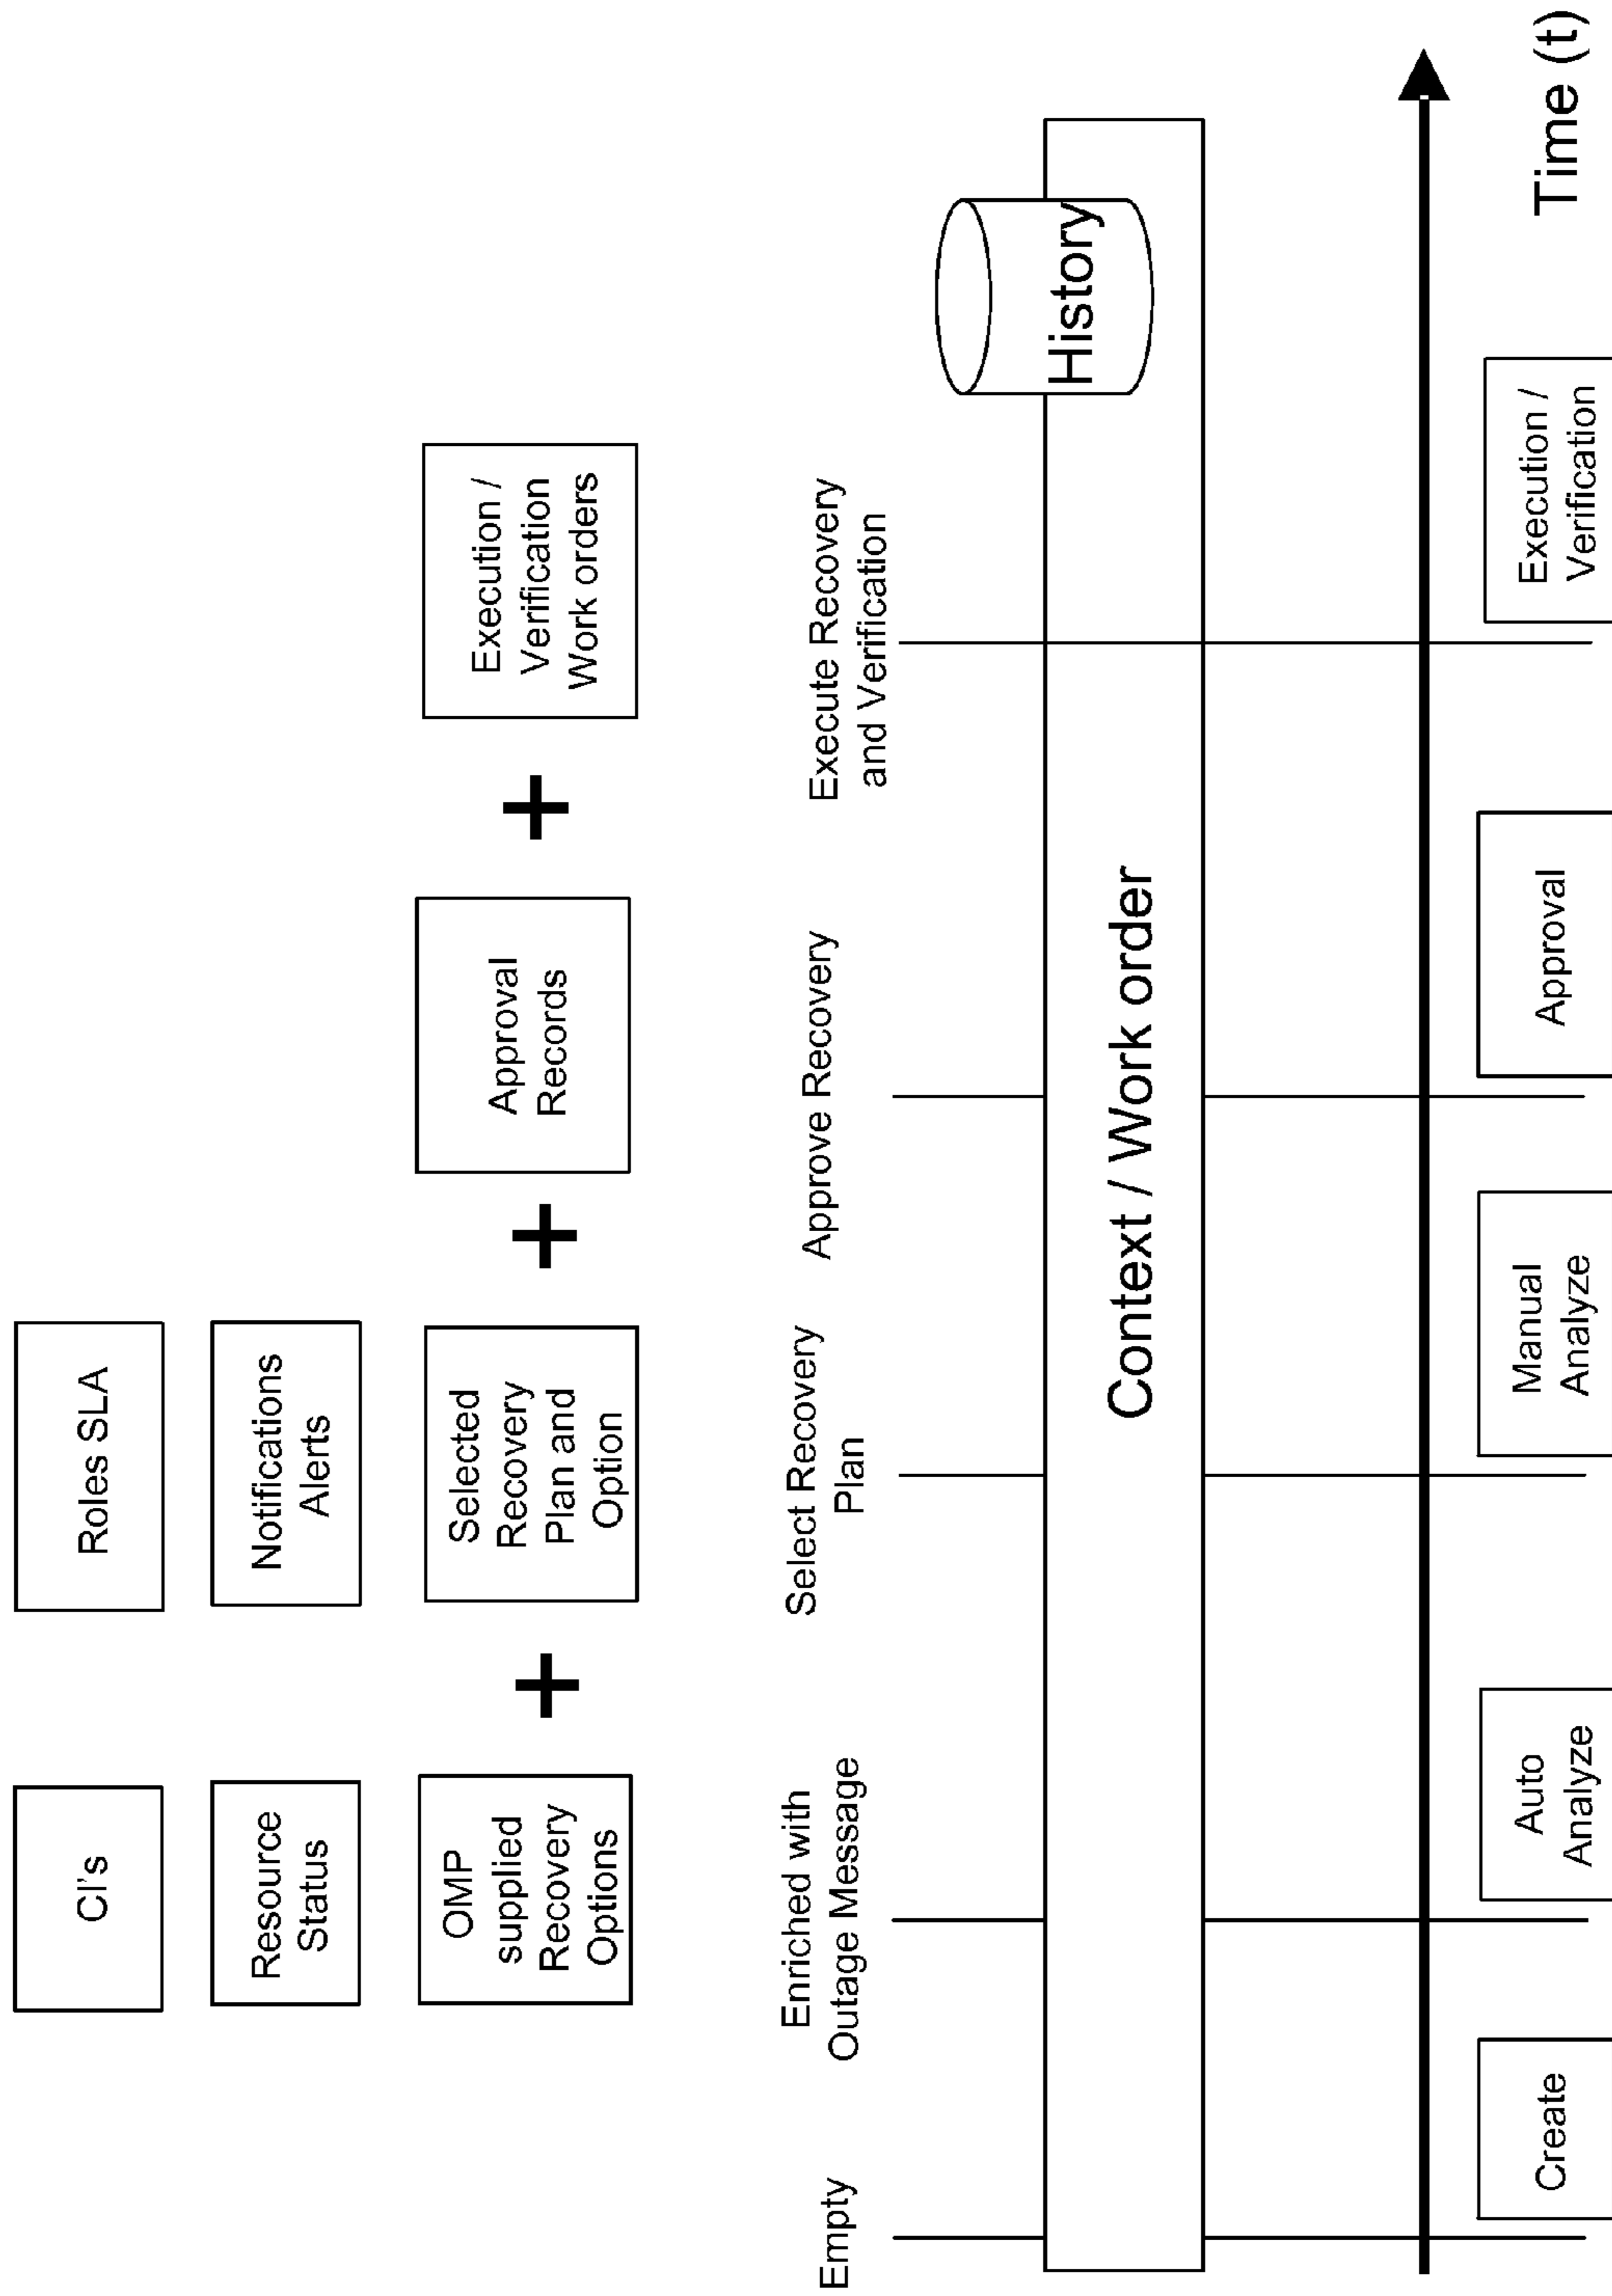 CI's
Roles SLA
Resource
Status
Notifications
Alerts
OMP
supplied
Recovery
Options
+
Selected
Recovery
Plan and
Option
+
Approval
Records
+
Execution /
Verification
Work orders
Empty
Enriched with
Outage Message
Select Recovery
Plan
Approve Recovery
Execute Recovery
and Verification
History
Context / Work order
Create
Auto
Analyze
Manual
Analyze
Approval
Execution /
Verification
Time (t)